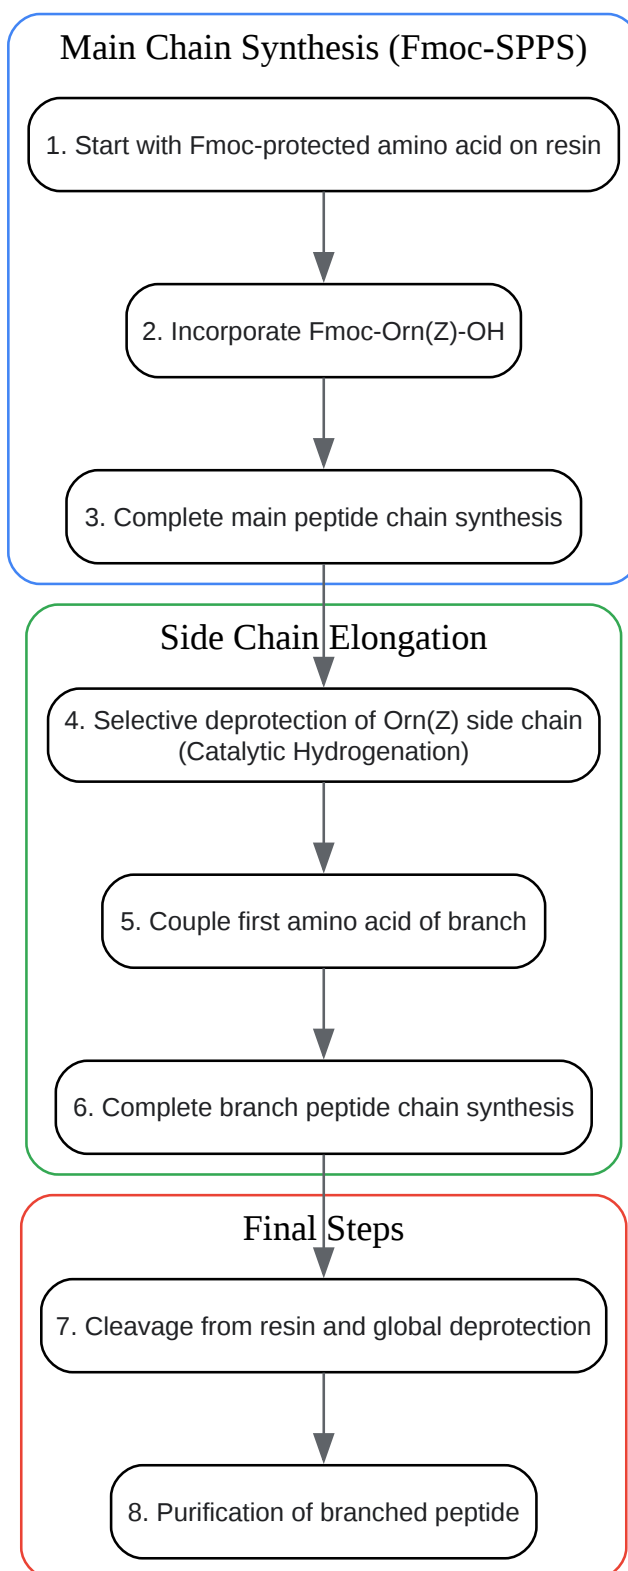 Main Chain Synthesis (Fmoc-SPPS)
1. Start with Fmoc-protected amino acid on resin
2. Incorporate Fmoc-Orn(Z)-OH
3. Complete main peptide chain synthesis
Side Chain Elongation
4. Selective deprotection of Orn(Z) side chain
(Catalytic Hydrogenation)
5. Couple first amino acid of branch
6. Complete branch peptide chain synthesis
Final Steps
7. Cleavage from resin and global deprotection
8. Purification of branched peptide